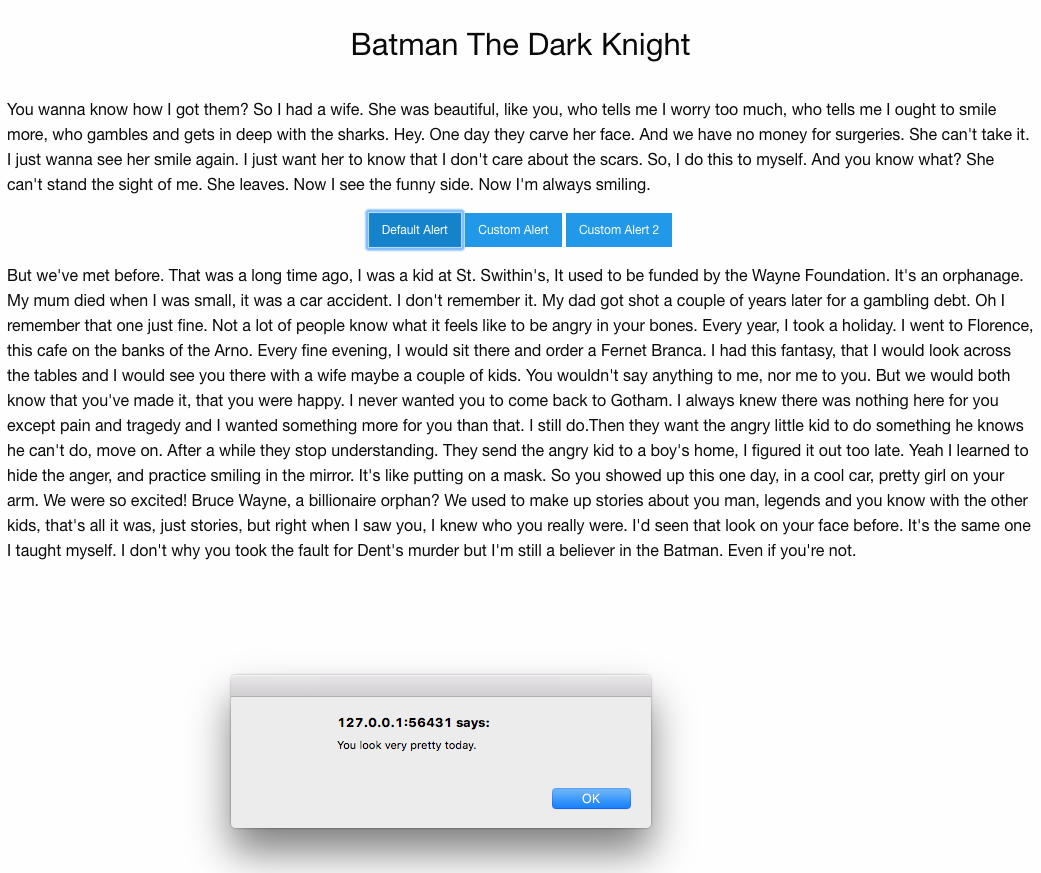 Batman The Dark Knight
You wanna know how I got them? So I had a wife. She was beautiful, like you, who tells me I worry too much, who tells me I ought to smile
more, who gambles and gets in deep with the sharks. Hey. One day they carve her face. And we have no money for surgeries. She can't take it.
I just wanna see her smile again. I just want her to know that I don't care about the scars. So, I do this to myself. And you know what? She
can't stand the sight of me. She leaves. Now I see the funny side. Now I'm always smiling.
Default Alert Custom Alert Custom Alert 2
But we've met before. That was a long time ago, I was a kid at St. Swithin's, It used to be funded by the Wayne Foundation. It's an orphanage.
My mum died when I was small, it was a car accident. I don't remember it. My dad got shot a couple of years later for a gambling debt. Oh I
remember that one just fine. Not a lot of people know what it feels like to be angry in your bones. Every year, I took a holiday. I went to Florence,
this cafe on the banks of the Arno. Every fine evening, I would sit there and order a Fernet Branca. I had this fantasy, that I would look across
the tables and I would see you there with a wife maybe a couple of kids. You wouldn't say anything to me, nor me to you. But we would both
know that you've made it, that you were happy. I never wanted you to come back to Gotham. I always knew there was nothing here for you
except pain and tragedy and I wanted something more for you than that. I still do.Then they want the angry little kid to do something he knows
he can't do, move on. After a while they stop understanding. They send the angry kid to a boy's home, I figured it out too late. Yeah I learned to
hide the anger, and practice smiling in the mirror. It's like putting on a mask. So you showed up this one day, in a cool car, pretty girl on your
arm. We were so excited! Bruce Wayne, a billionaire orphan? We used to make up stories about you man, legends and you know with the other
kids, that's all it was, just stories, but right when I saw you, I knew who you really were. I'd seen that look on your face before. It's the same one
I taught myself. I don't why you took the fault for Dent's murder but I'm still a believer in the Batman. Even if you're not.
127.0.0.1:56431 says:
You look very pretty today.
OK